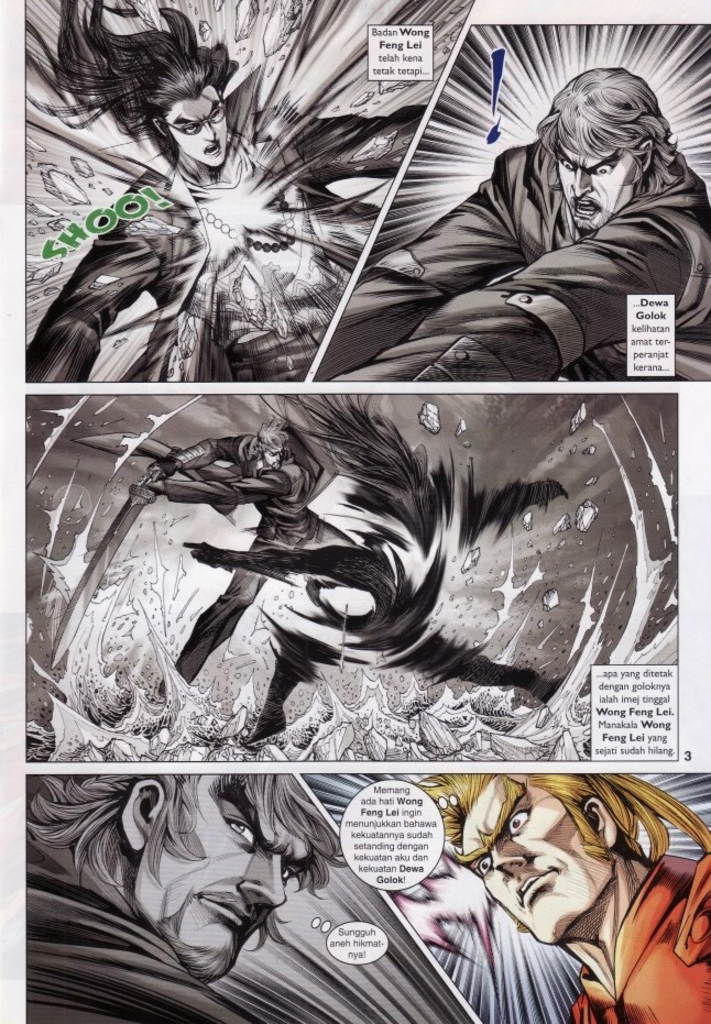 Badan Wong
Feng Lei
telah kena
tetak tetapi...
!
SHOO!
...Dewa
Golok
kelihatan
amat ter-
peranjat
kerana...
...apa yang ditetak
dengan goloknya
ialah imej tinggal
Wong Feng Lei.
Manakala Wong
Feng Lei yang
sejati sudah hilang.
3
Memang
ada hati Wong
Feng Lei ingin
menunjukkan bahawa
kekuatannya sudah
setanding dengan
kekuatan aku dan
kekuatan Dewa
Golok!
Sungguh
aneh hikmat-
nya!